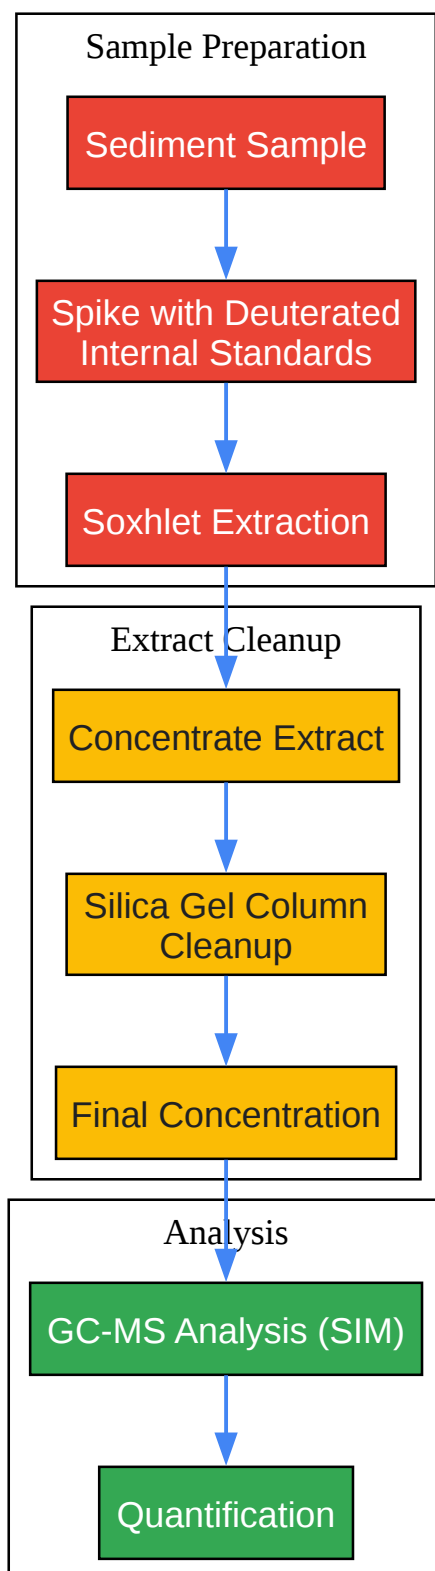 Sample Preparation
Sediment Sample
Spike with Deuterated
Internal Standards
Soxhlet Extraction
Extract Cleanup
Concentrate Extract
Silica Gel Column
Cleanup
Final Concentration
Analysis
GC-MS Analysis (SIM)
Quantification